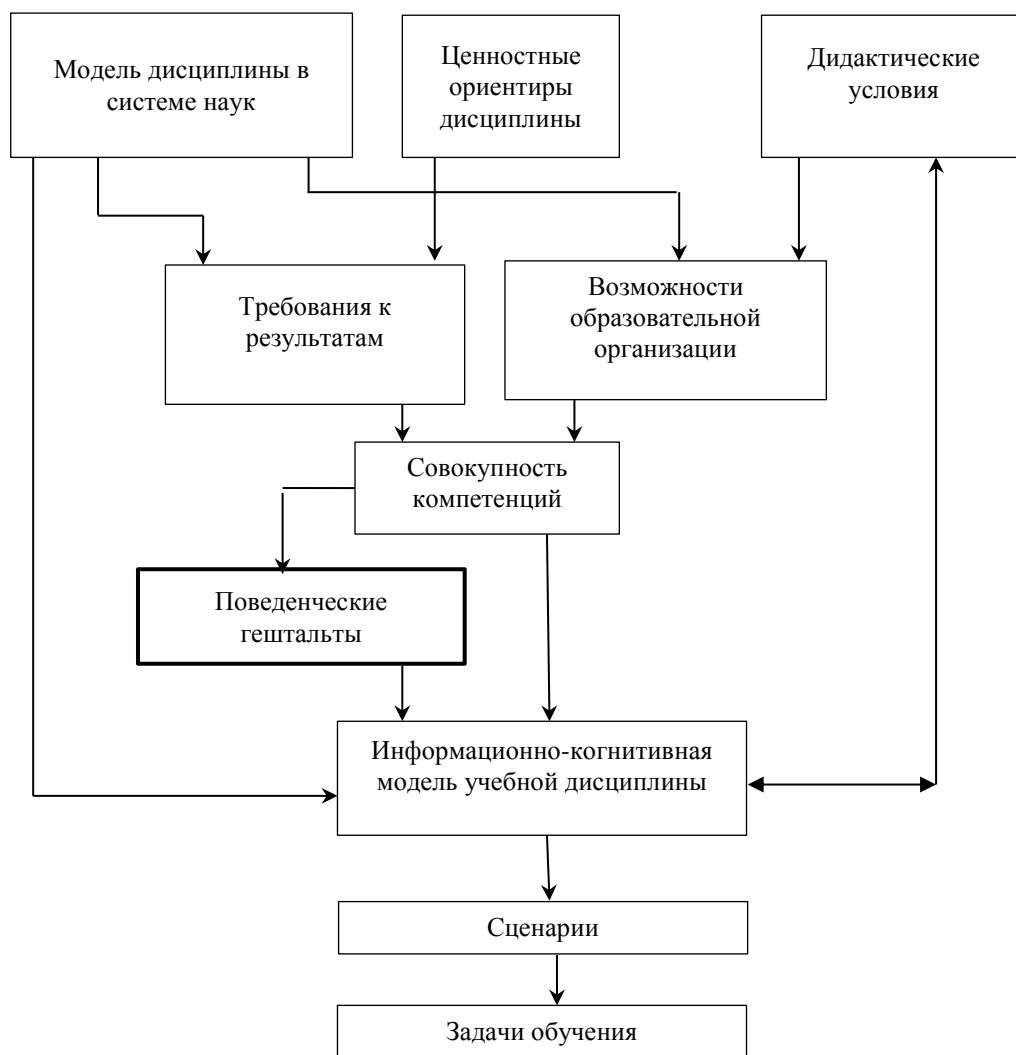 Модель дисциплины в
системе наук
Ценностные
ориентиры
дисциплины
Дидактические
условия
Требования к
результатам
Возможности
образовательной
организации
Совокупность
компетенций
Поведенческие
гештальты
Информационно-когнитивная
модель учебной дисциплины
Сценарии
Задачи обучения